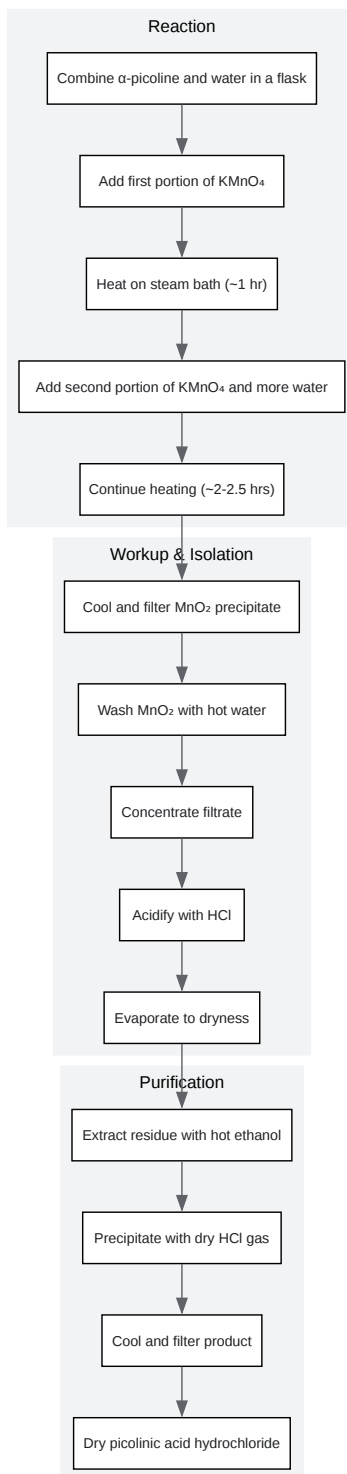 Reaction
Combine α-picoline and water in a flask
Add first portion of KMnO₄
Heat on steam bath (~1 hr)
Add second portion of KMnO₄ and more water
Continue heating (~2-2.5 hrs)
Workup & Isolation
Cool and filter MnO₂ precipitate
Wash MnO₂ with hot water
Concentrate filtrate
Acidify with HCl
Evaporate to dryness
Purification
Extract residue with hot ethanol
Precipitate with dry HCl gas
Cool and filter product
Dry picolinic acid hydrochloride